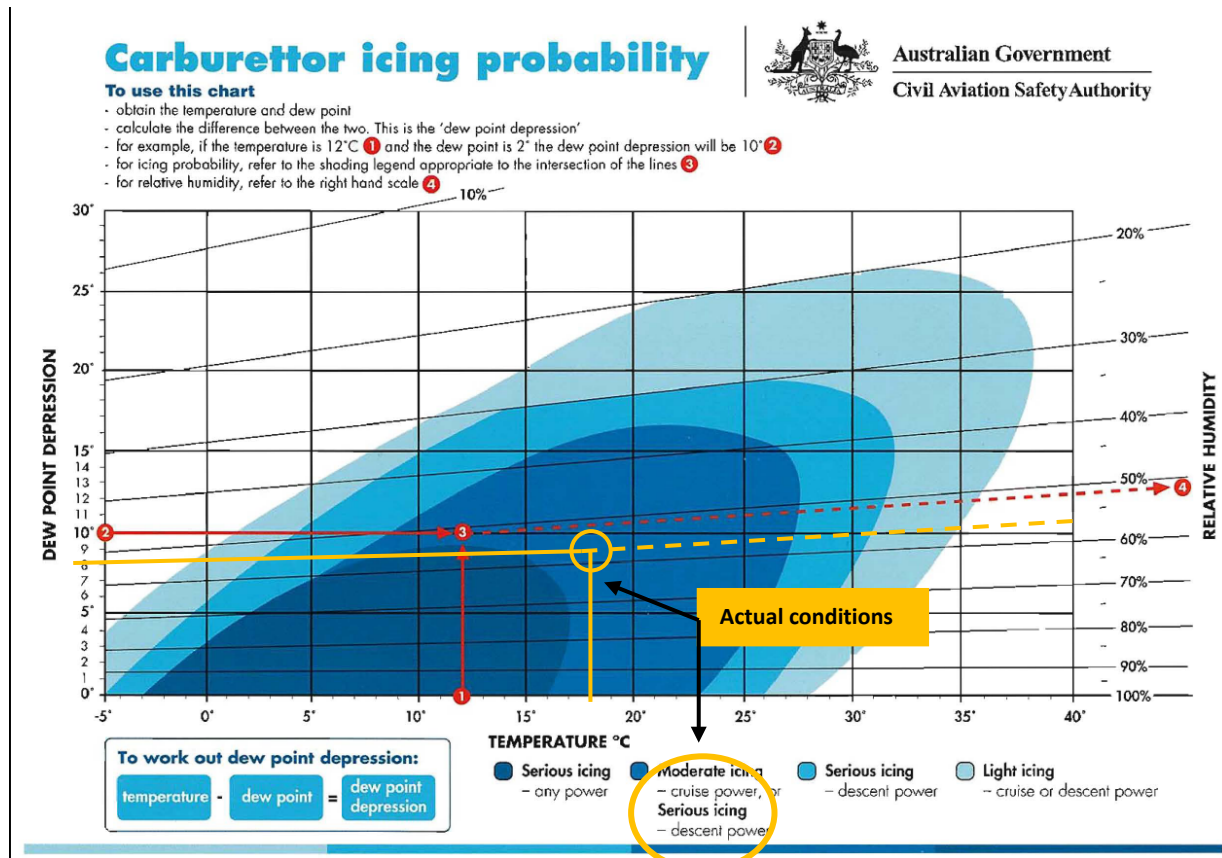 Carburettor icing probability
Australian Government
Civil Aviation Safety Authority
To use this chart
- obtain the temperature and dew point
- calculate the difference between the two. This is the 'dew point depression'
- for example, if the temperature is 12°C 1 and the dew point is 2° the dew point depression will be 10° 2
- for icing probability, refer to the shading legend appropriate to the intersection of the lines 3
- for relative humidity, refer to the right hand scale 4
10%
30°
20%
25°
30%
20°
40%
15°
14
13
12
11
50%
4
2
10°
3
9
60%
8
7
70%
6
5°
Actual conditions
4
80%
3
2
90%
1
0°
1
100%
-5°
0°
5°
10°
15°
20°
25°
30°
35°
40°
DEW POINT DEPRESSION
RELATIVE HUMIDITY
TEMPERATURE °C
To work out dew point depression:
temperature - dew point = dew point depression
Serious icing
– any power
Moderate icing
– cruise power, or
Serious icing
– descent power
Serious icing
– descent power
Light icing
– cruise or descent power